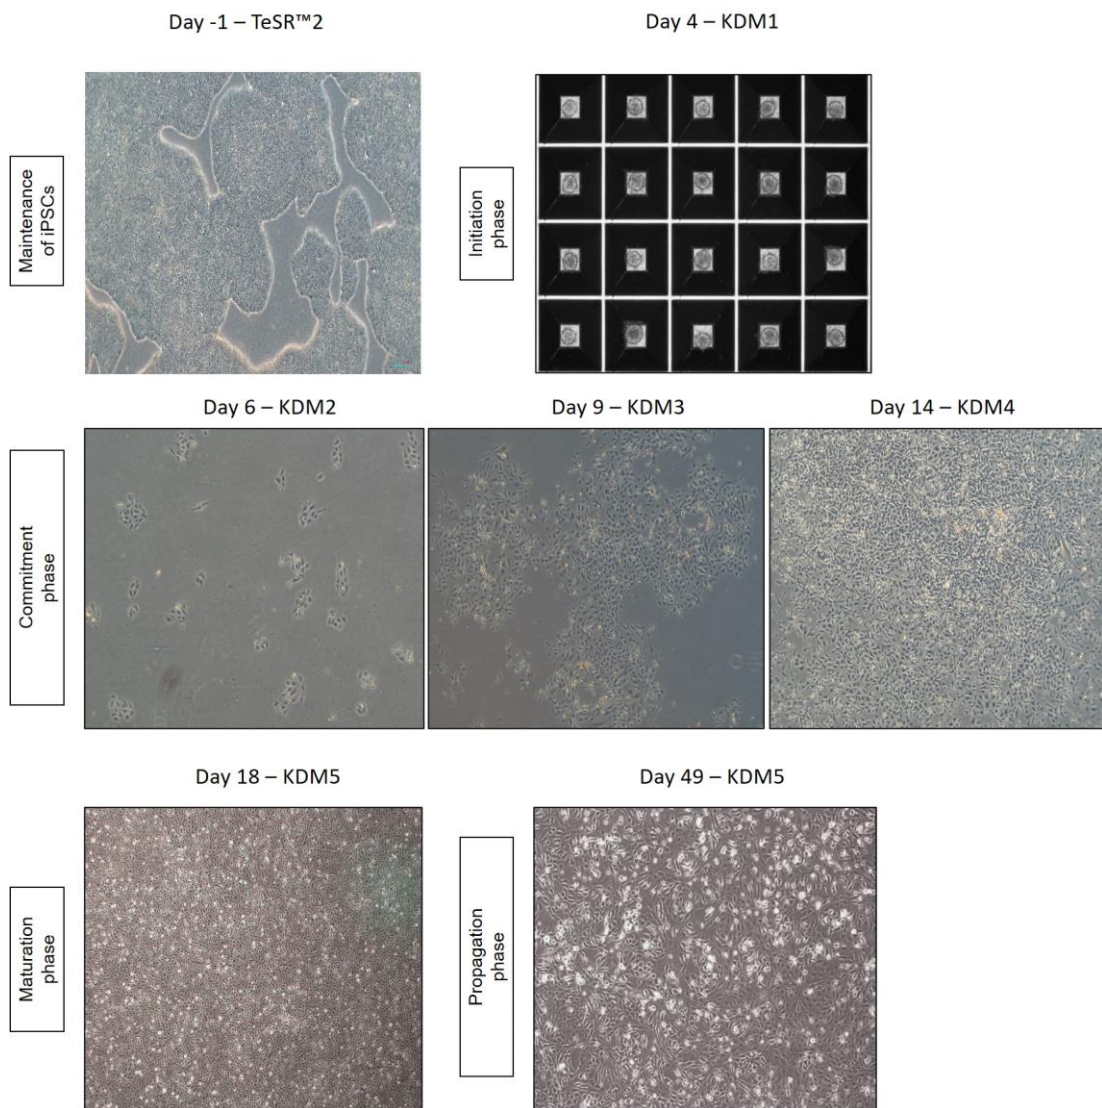 Day -1 – TeSR™2
Day 4 – KDM1
Maintenance
of iPSCs
Initiation
phase
Day 6 – KDM2
Day 9 – KDM3
Day 14 – KDM4
Commitment
phase
Day 18 – KDM5
Day 49 – KDM5
Maturation
phase
Propagation
phase